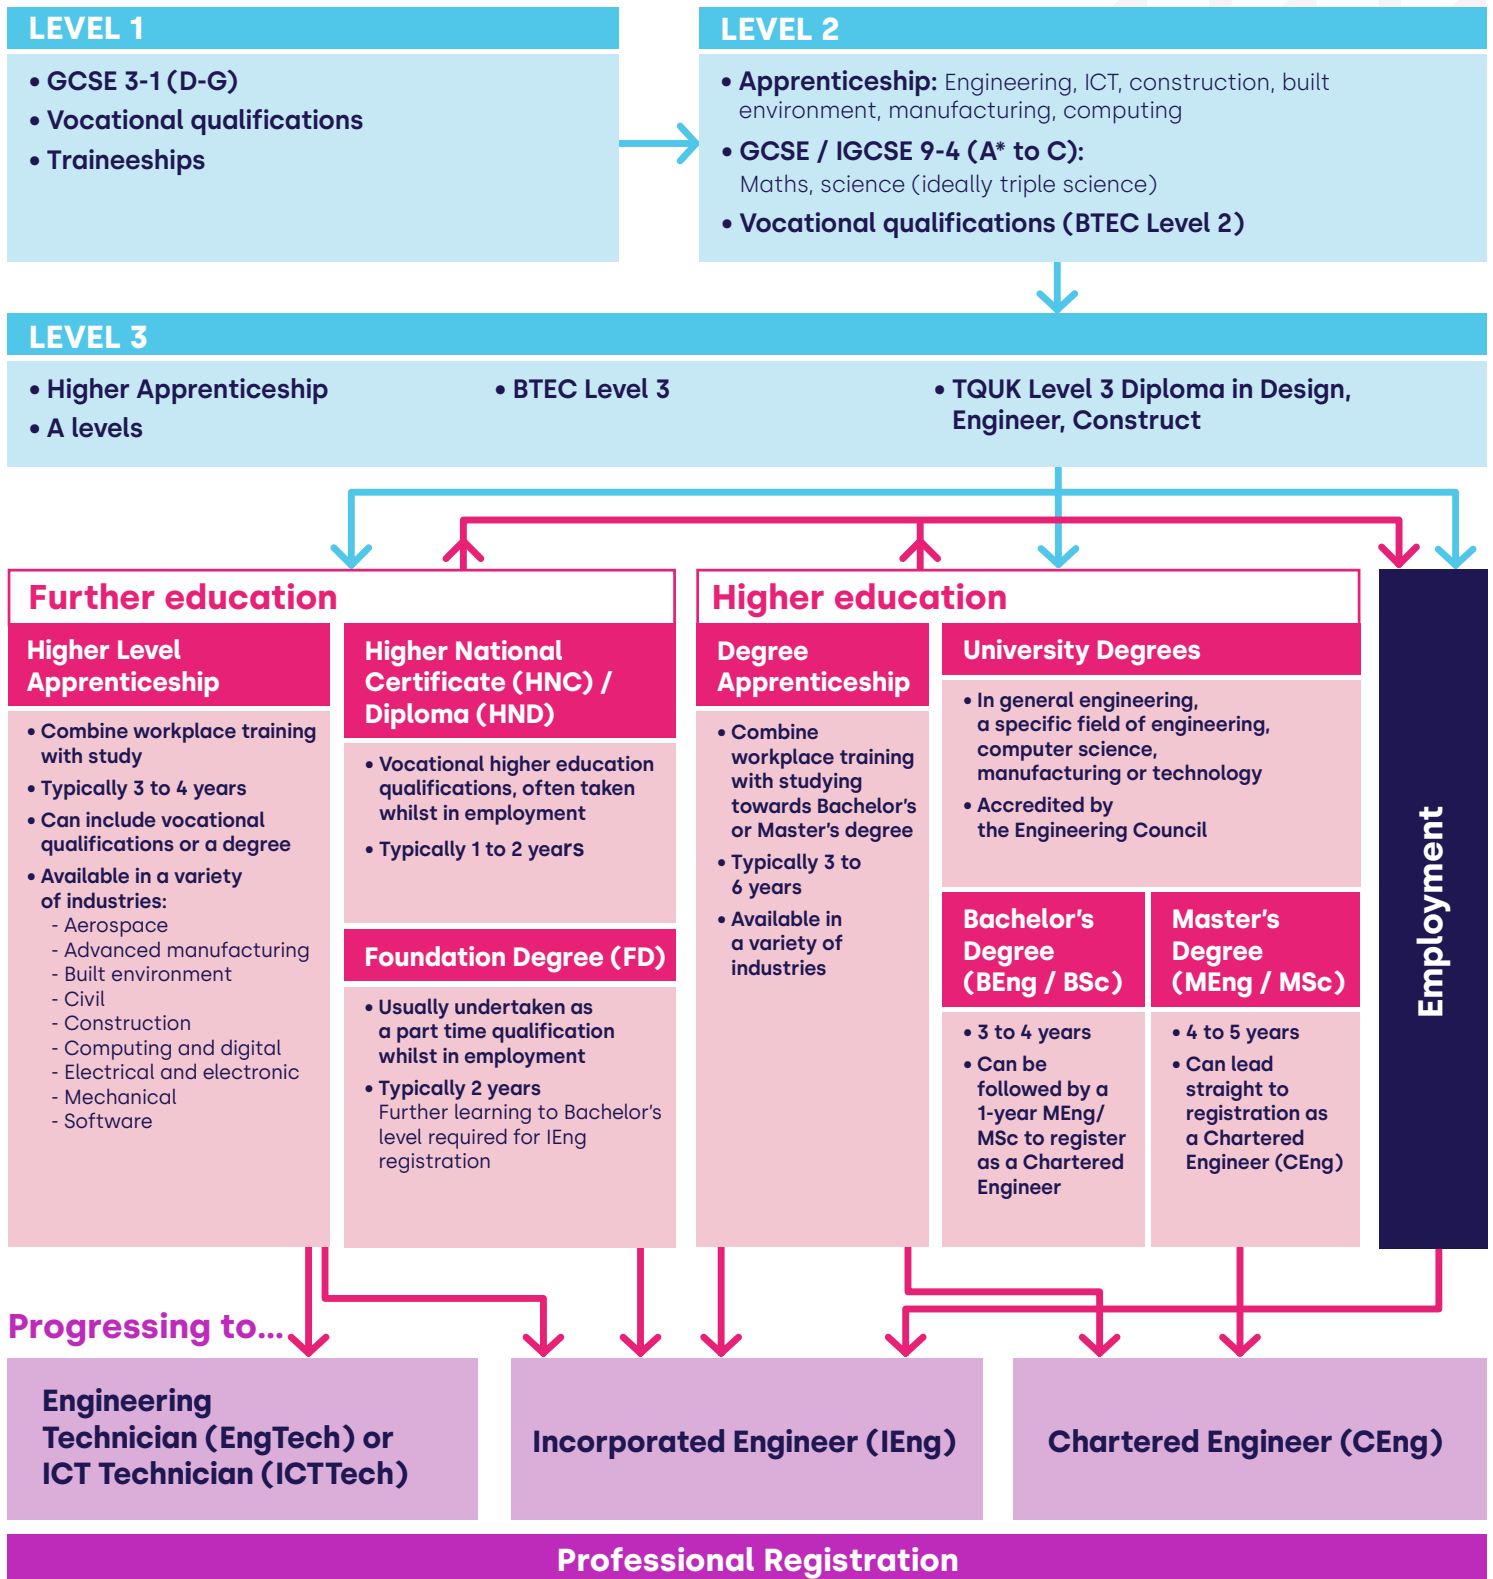 LEVEL 1
• GCSE 3-1 (D-G)
• Vocational qualifications
• Traineeships
LEVEL 2
• Apprenticeship: Engineering, ICT, construction, built
environment, manufacturing, computing
• GCSE / IGCSE 9-4 (A* to C):
Maths, science (ideally triple science)
• Vocational qualifications (BTEC Level 2)
LEVEL 3
• Higher Apprenticeship
• A levels
• BTEC Level 3
• TQUK Level 3 Diploma in Design,
Engineer, Construct
Further education
Higher Level
Apprenticeship
• Combine workplace training
with study
• Typically 3 to 4 years
• Can include vocational
qualifications or a degree
• Available in a variety
of industries:
- Aerospace
- Advanced manufacturing
- Built environment
- Civil
- Construction
- Computing and digital
- Electrical and electronic
- Mechanical
- Software
Higher National
Certificate (HNC) /
Diploma (HND)
• Vocational higher education
qualifications, often taken
whilst in employment
• Typically 1 to 2 years
Foundation Degree (FD)
• Usually undertaken as
a part time qualification
whilst in employment
• Typically 2 years
Further learning to Bachelor's
level required for IEng
registration
Higher education
Degree
Apprenticeship
• Combine
workplace training
with studying
towards Bachelor's
or Master's degree
• Typically 3 to
6 years
• Available in
a variety of
industries
University Degrees
• In general engineering,
a specific field of engineering,
computer science,
manufacturing or technology
• Accredited by
the Engineering Council
Bachelor's
Degree
(BEng / BSc)
• 3 to 4 years
• Can be
followed by a
1-year MEng/
MSc to register
as a Chartered
Engineer
Master's
Degree
(MEng / MSc)
• 4 to 5 years
• Can lead
straight to
registration as
a Chartered
Engineer (CEng)
Employment
Progressing to...
Engineering
Technician (EngTech) or
ICT Technician (ICTTech)
Incorporated Engineer (IEng)
Chartered Engineer (CEng)
Professional Registration